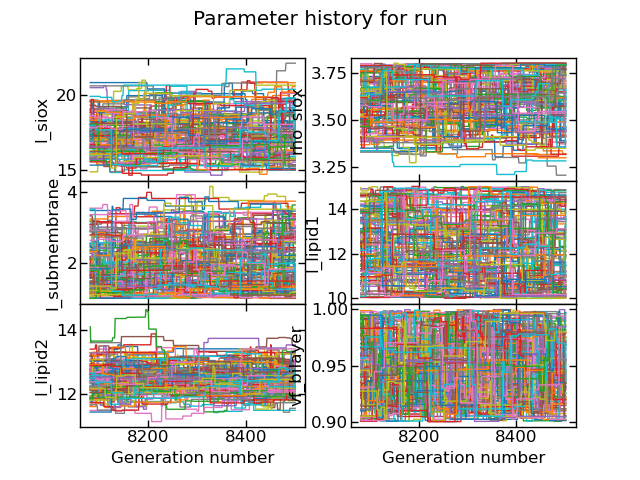 Parameter history for run
l_siox
20
15
rho_siox
3.75
3.50
3.25
l_submembrane
4
2
l_lipid1
14
12
10
l_lipid2
14
12
8200
8400
Generation number
vf_bilayer
1.00
0.95
0.90
8200
8400
Generation number